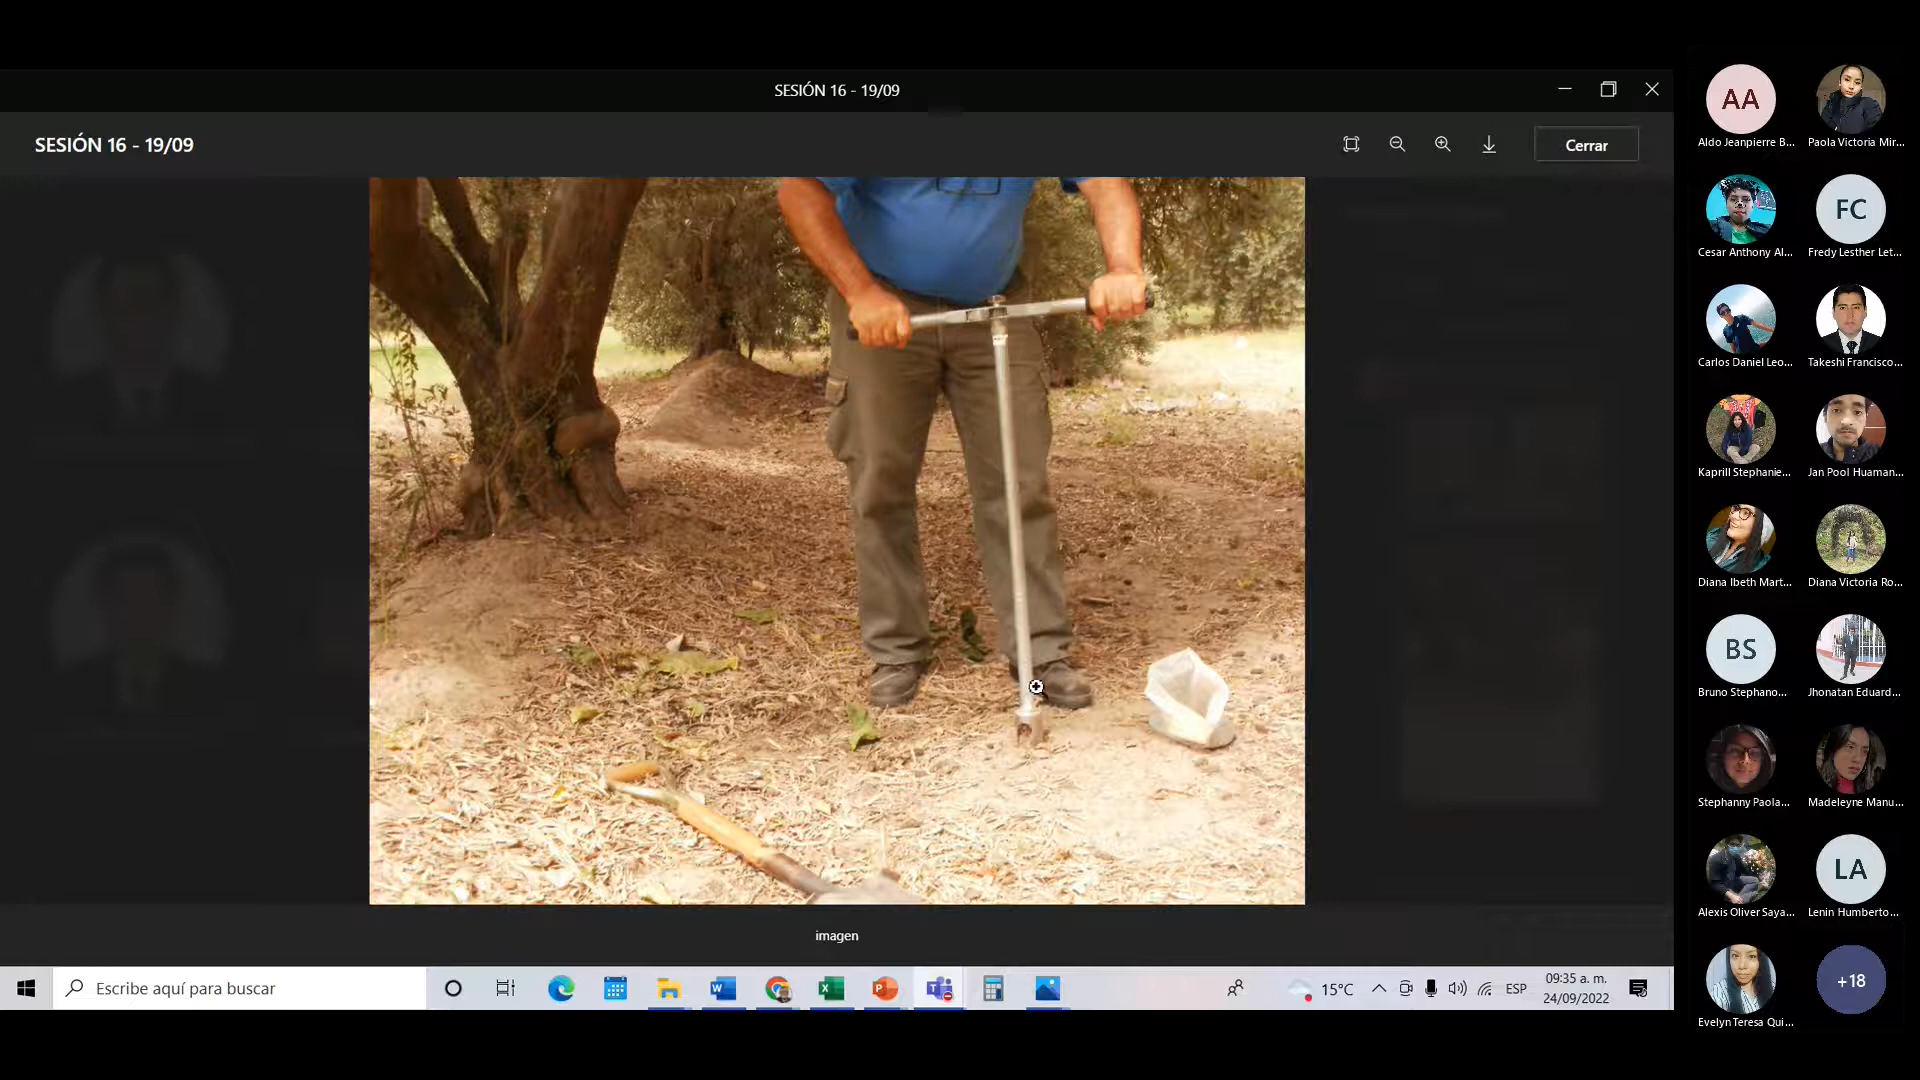 SESIÓN 16 - 19/09
SESIÓN 16 - 19/09
Cerrar
imagen
Escribe aquí para buscar
15°C
ESP
09:35 a. m.
24/09/2022
AA
Aldo Jeanpierre B...
Paola Victoria Mir...
Cesar Anthony Al...
FC
Fredy Lesther Let...
Carlos Daniel Leo...
Takeshi Francisco...
Kaprill Stephanie...
Jan Pool Huaman...
Diana Ibeth Mart...
Diana Victoria Ro...
BS
Bruno Stephano...
Jhonatan Eduard...
Stephanny Paola...
Madeleyne Manu...
Alexis Oliver Saya...
LA
Lenin Humberto...
Evelyn Teresa Qui...
+18